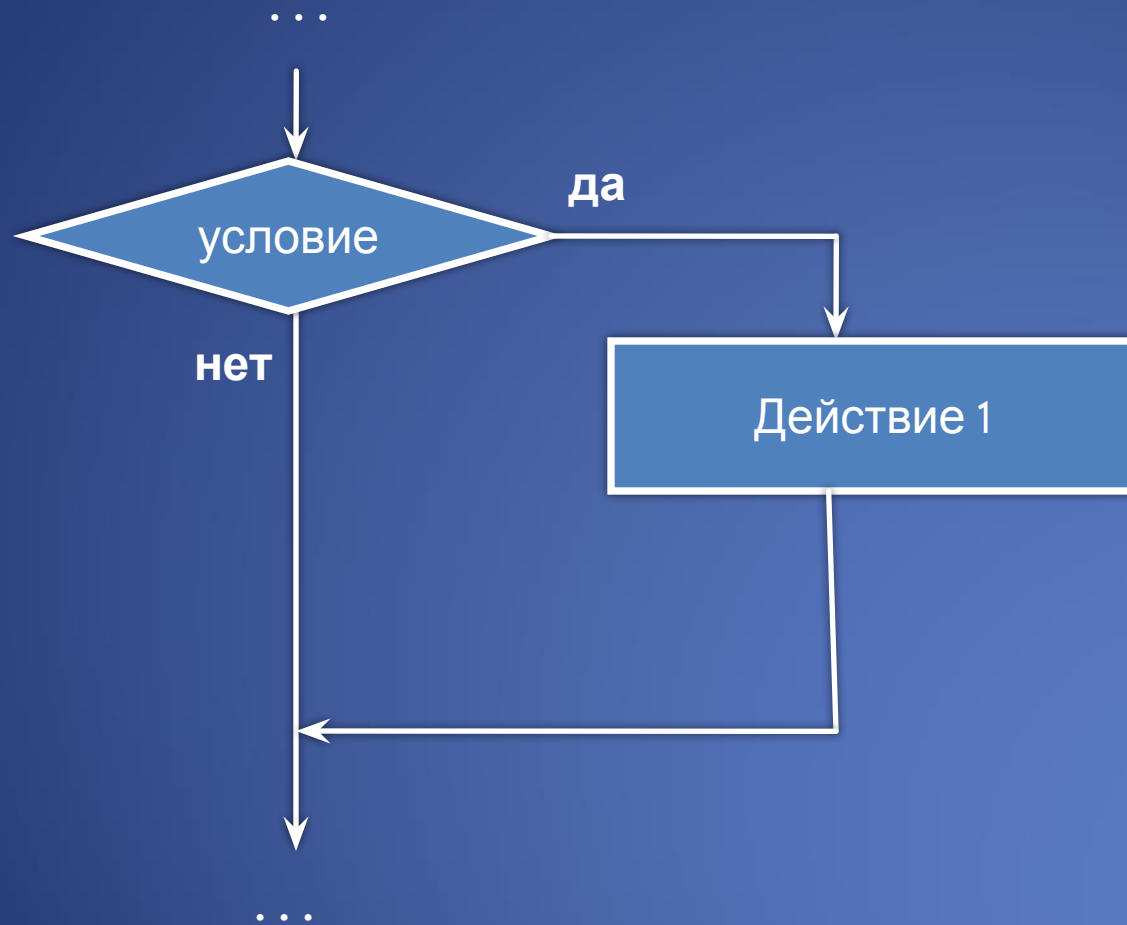 . . .
да
условие
нет
Действие 1
. . .